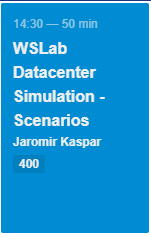 14:30 — 50 min
WSLab
Datacenter
Simulation -
Scenarios
Jaromir Kaspar
400